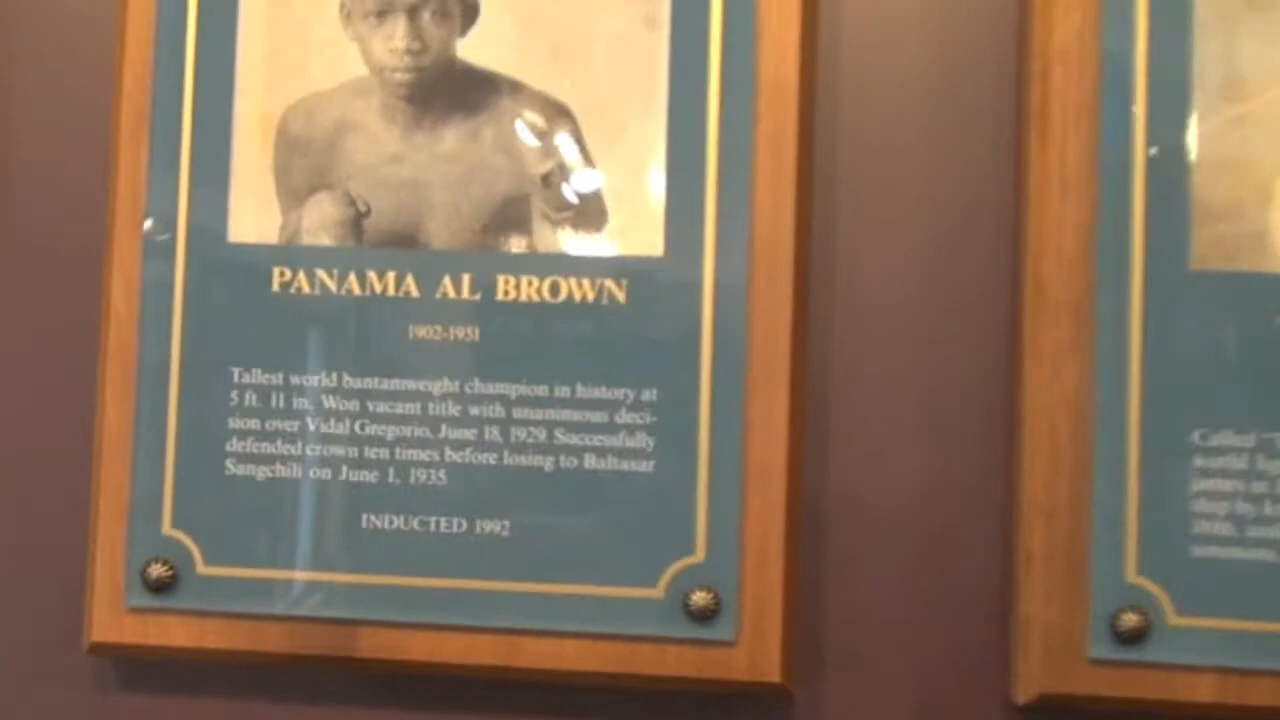 PANAMA AL BROWN
1902-1951
Tallest world bantamweight champion in history at
5 ft. 11 in. Won vacant title with unanimous deci-
sion over Vidal Gregorio, June 18, 1929. Successfully
defended crown ten times before losing to Baltasar
Sangchili on June 1, 1935
INDUCTED 1992
Called
world